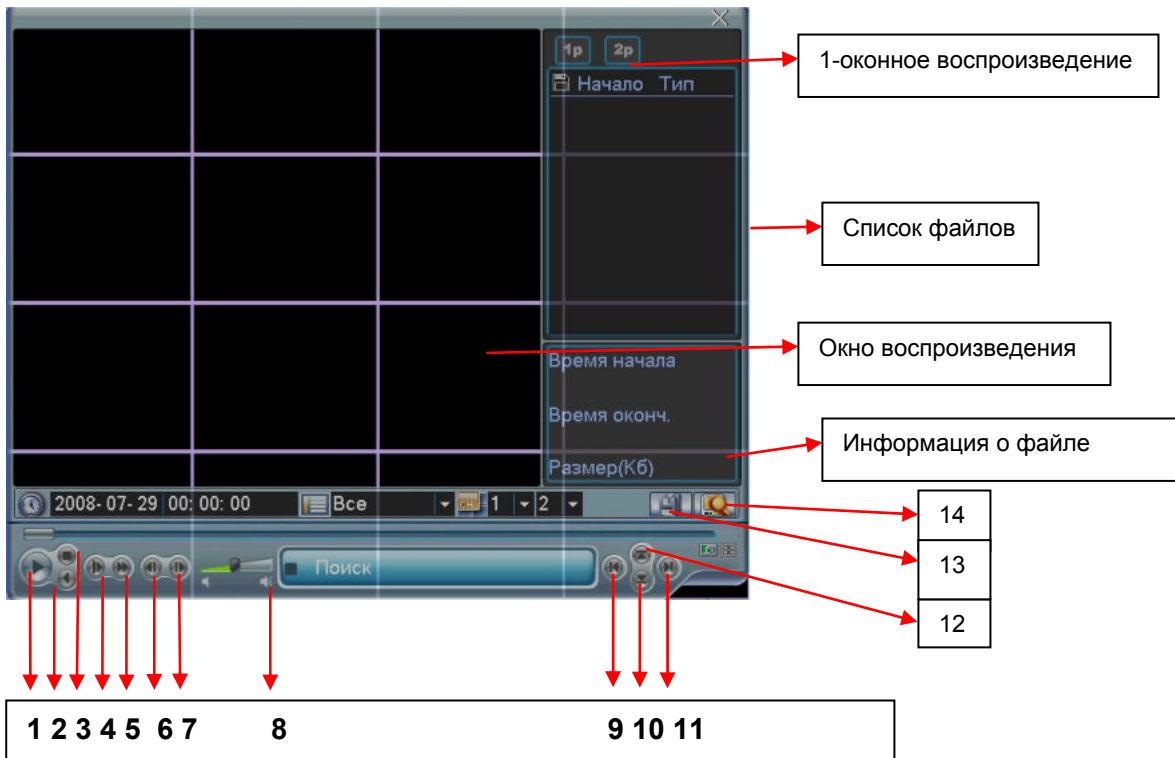 1p 2p
1-оконное воспроизведение
Начало Тип
Список файлов
Окно воспроизведения
Время начала
Время оконч.
Информация о файле
Размер(Кб)
2008- 07- 29 00: 00: 00 Все 1 2
14
13
12
Поиск
1 2 3 4 5 6 7 8 9 10 11